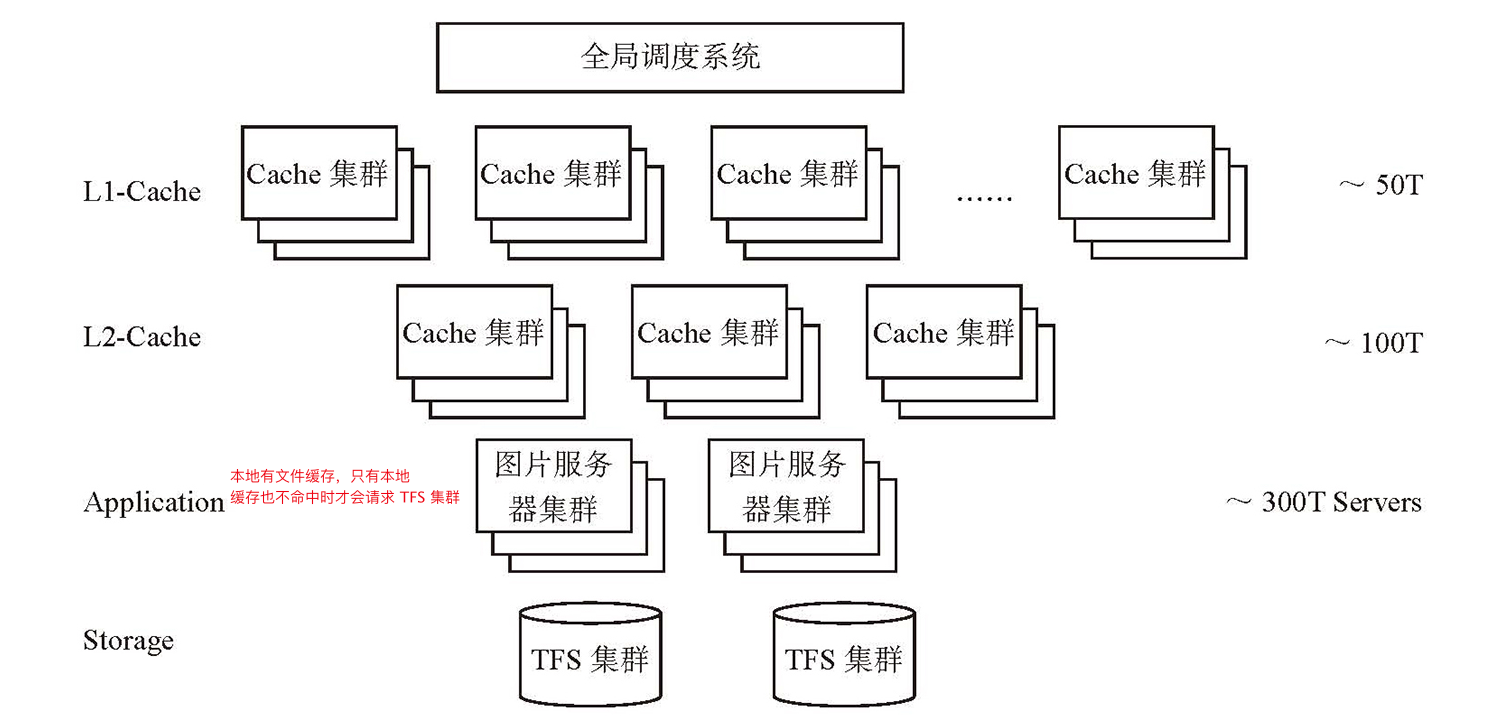 全局调度系统
L1-Cache
Cache 集群
Cache 集群
Cache 集群
……
Cache 集群
～ 50T
L2-Cache
Cache 集群
Cache 集群
Cache 集群
～ 100T
Application
本地有文件缓存，只有本地
缓存也不命中时才会请求 TFS 集群
图片服务
器集群
图片服务
器集群
～ 300T Servers
Storage
TFS 集群
TFS 集群